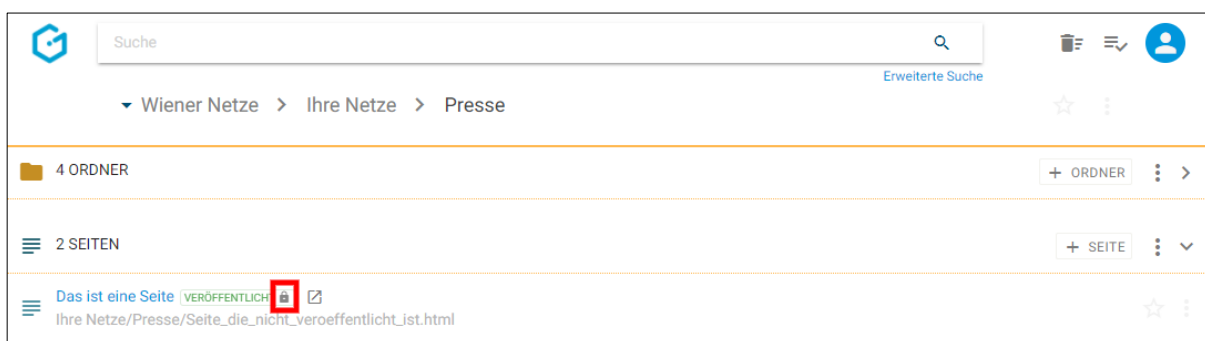 Suche
Erweiterte Suche
Wiener Netze > Ihre Netze > Presse
4 ORDNER
+ ORDNER
2 SEITEN
+ SEITE
Das ist eine Seite VERÖFFENTLICHT
Ihre Netze/Presse/Seite_die_nicht_veroeffentlicht_ist.html